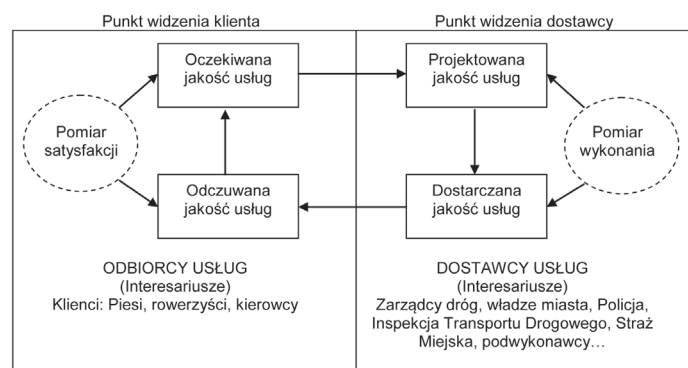 Punkt widzenia klienta
Punkt widzenia dostawcy
Oczekiwana
jakość usług
Projektowana
jakość usług
Pomiar
satysfakcji
Pomiar
wykonania
Odczuwana
jakość usług
Dostarczana
jakość usług
ODBIORCY USŁUG
(Interesariusze)
Klienci: Piesi, rowerzyści, kierowcy
DOSTAWCY USŁUG
(Interesariusze)
Zarządcy dróg, władze miasta, Policja,
Inspekcja Transportu Drogowego, Straż
Miejska, podwykonawcy…